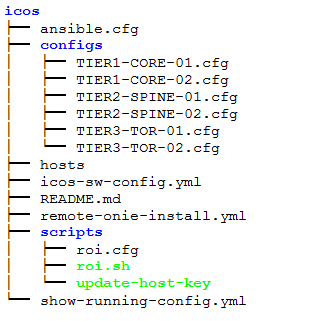 icos
├── ansible.cfg
├── configs
│   ├── TIER1-CORE-01.cfg
│   ├── TIER1-CORE-02.cfg
│   ├── TIER2-SPINE-01.cfg
│   ├── TIER2-SPINE-02.cfg
│   ├── TIER3-TOR-01.cfg
│   └── TIER3-TOR-02.cfg
├── hosts
├── icos-sw-config.yml
├── README.md
├── remote-onie-install.yml
├── scripts
│   ├── roi.cfg
│   ├── roi.sh
│   └── update-host-key
└── show-running-config.yml